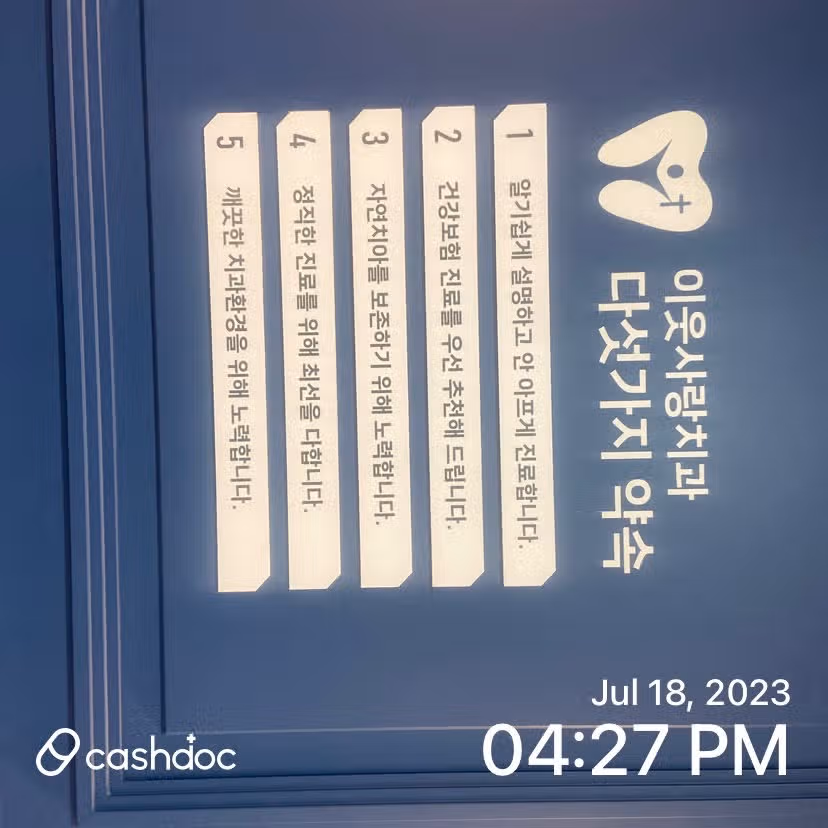 이웃사랑치과
다섯가지 약속
1 알기쉽게 설명하고 안 아프게 진료합니다.
2 건강보험 진료를 우선 추천해 드립니다.
3 자연치아를 보존하기 위해 노력합니다.
4 정직한 진료를 위해 최선을 다합니다.
5 깨끗한 치과환경을 위해 노력합니다.
Jul 18, 2023
04:27 PM
cashdoc